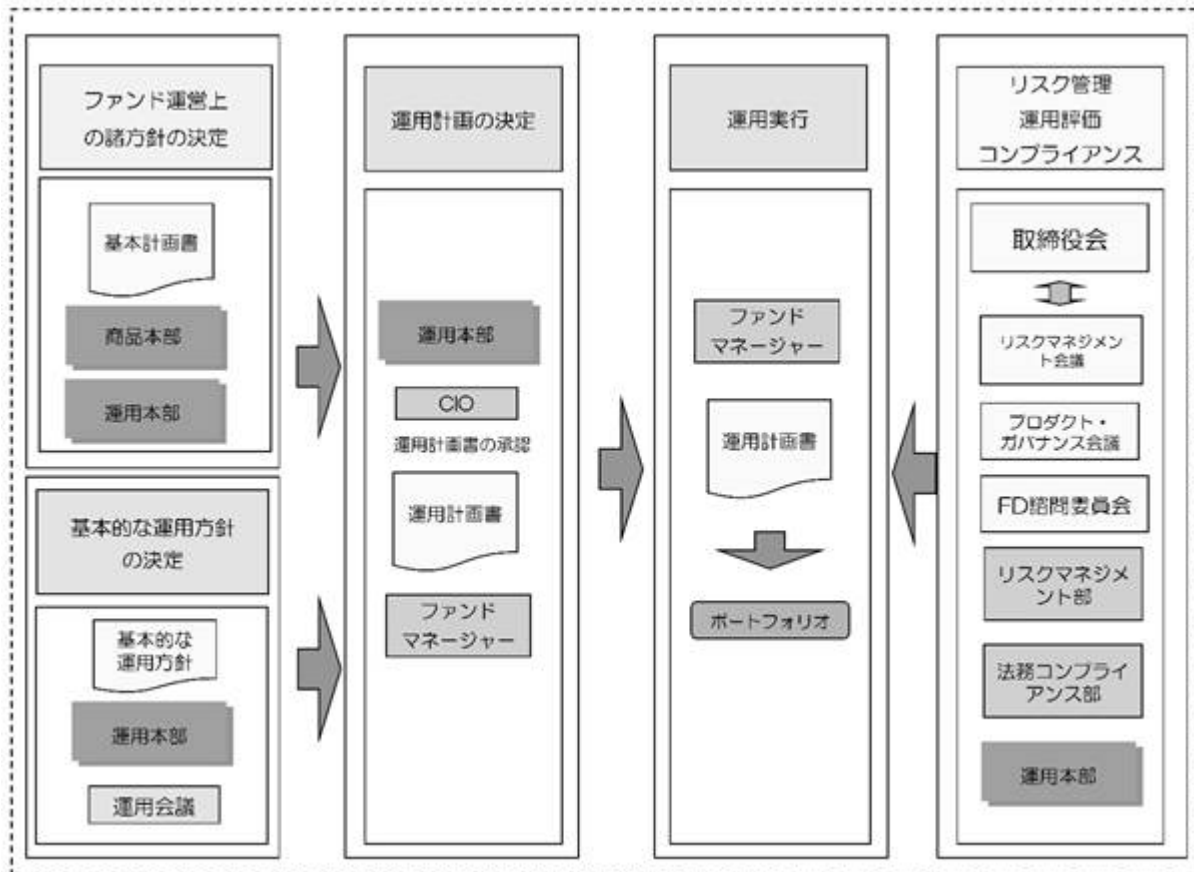 ファンド運営上
の諸方針の決定
基本計画書
商品本部
運用本部
基本的な運用方針
の決定
基本的な
運用方針
運用本部
運用会議
運用計画の決定
運用本部
CIO
運用計画書の承認
運用計画書
ファンド
マネージャー
運用実行
ファンド
マネージャー
運用計画書
ポートフォリオ
リスク管理
運用評価
コンプライアンス
取締役会
リスクマネジメン
ト会議
プロダクト・
ガバナンス会議
FD諮問委員会
リスクマネジメ
ント部
法務コンプライ
アンス部
運用本部